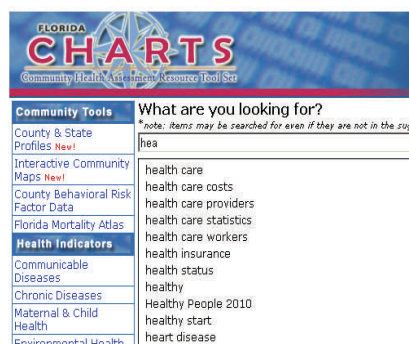 FLORIDA
CHARTS
Community Health Assessment Resource Tool Set
Community Tools
County & State
Profiles New!
Interactive Community
Maps New!
County Behavioral Risk
Factor Data
Florida Mortality Atlas
Health Indicators
Communicable
Diseases
Chronic Diseases
Maternal & Child
Health
Environmental Health
What are you looking for?
*note: items may be searched for even if they are not in the sug
hea
health care
health care costs
health care providers
health care statistics
health care workers
health insurance
health status
healthy
Healthy People 2010
healthy start
heart disease